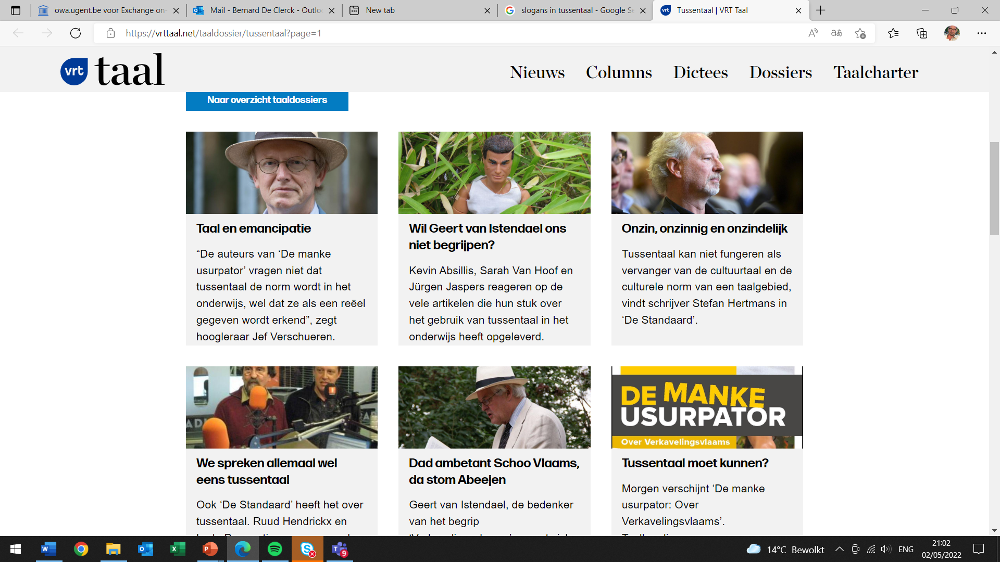 owa.ugent.be voor Exchange on-
Mail - Bernard De Clerck - Outlo
New tab
slogans in tussentaal - Google Se
Tussentaal | VRT Taal
https://vrttaal.net/taaldossier/tussentaal?page=1
vrt taal
Nieuws Columns Dictees Dossiers Taalcharter
Naar overzicht taaldossiers
Taal en emancipatie
“De auteurs van ‘De manke
usurpator’ vragen niet dat
tussentaal de norm wordt in het
onderwijs, wel dat ze als een reëel
gegeven wordt erkend”, zegt
hoogleraar Jef Verschueren.
Wil Geert van Istendael ons
niet begrijpen?
Kevin Absillis, Sarah Van Hoof en
Jürgen Jaspers reageren op de
vele artikelen die hun stuk over
het gebruik van tussentaal in het
onderwijs heeft opgeleverd.
Onzin, onzinnig en onzindelijk
Tussentaal kan niet fungeren als
vervanger van de cultuurtaal en de
culturele norm van een taalgebied,
vindt schrijver Stefan Hertmans in
‘De Standaard’.
We spreken allemaal wel
eens tussentaal
Ook ‘De Standaard’ heeft het over
tussentaal. Ruud Hendrickx en
Dad ambetant Schoo Vlaams,
da stom Abeejen
Geert van Istendael, de bedenker
van het begrip
DE MANKE
USURPATOR
Over Verkavelingsvlaams
Tussentaal moet kunnen?
Morgen verschijnt ‘De manke
usurpator: Over
Verkavelingsvlaams’.
14°C Bewolkt
ENG
21:02
02/05/2022
9